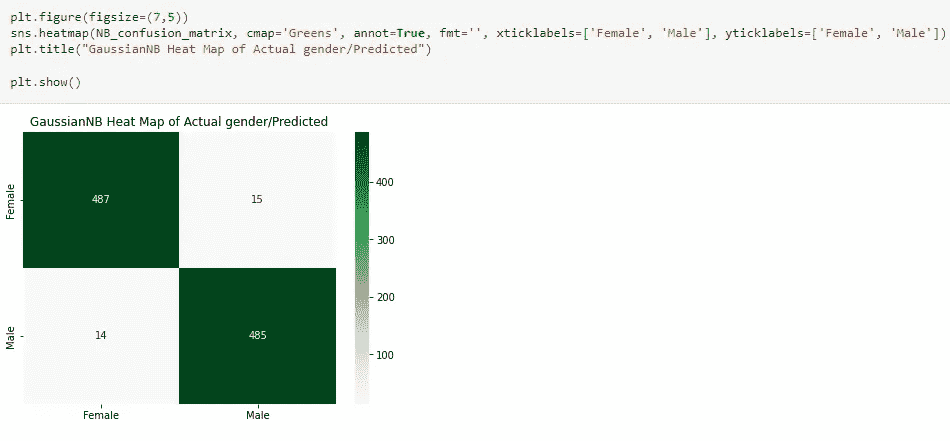 plt.figure(figsize=(7,5))
sns.heatmap(NB_confusion_matrix, cmap='Greens', annot=True, fmt='', xticklabels=['Female', 'Male'], yticklabels=['Female', 'Male'])
plt.title("GaussianNB Heat Map of Actual gender/Predicted")
plt.show()
GaussianNB Heat Map of Actual gender/Predicted
Female
487
15
400
300
200
Male
14
485
100
Female
Male